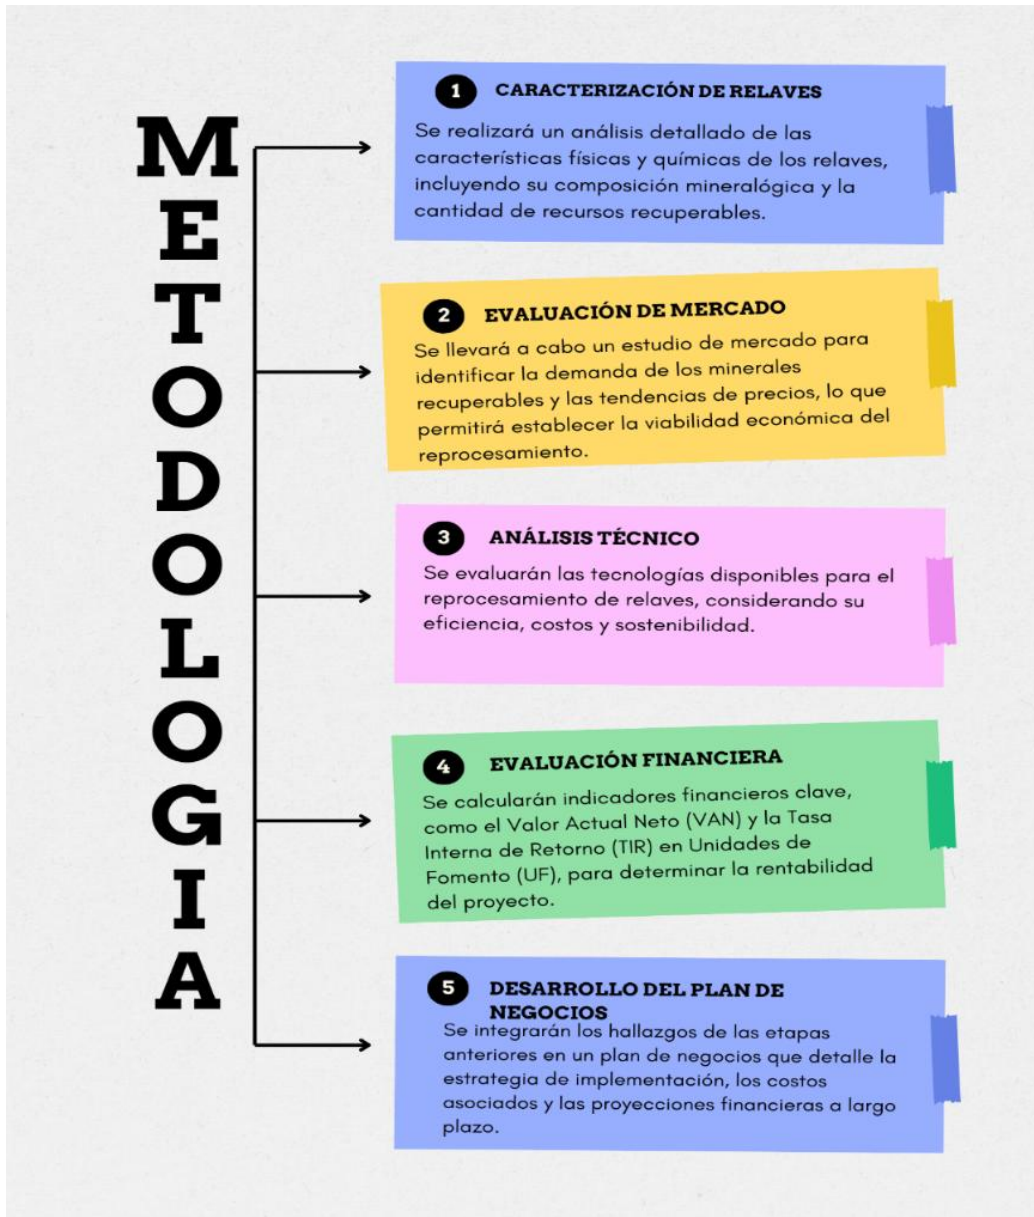 METODOLOGIA
1 CARACTERIZACIÓN DE RELAVES
Se realizará un análisis detallado de las
características físicas y químicas de los relaves,
incluyendo su composición mineralógica y la
cantidad de recursos recuperables.
2 EVALUACIÓN DE MERCADO
Se llevará a cabo un estudio de mercado para
identificar la demanda de los minerales
recuperables y las tendencias de precios, lo que
permitirá establecer la viabilidad económica del
reprocesamiento.
3 ANÁLISIS TÉCNICO
Se evaluarán las tecnologías disponibles para el
reprocesamiento de relaves, considerando su
eficiencia, costos y sostenibilidad.
4 EVALUACIÓN FINANCIERA
Se calcularán indicadores financieros clave,
como el Valor Actual Neto (VAN) y la Tasa
Interna de Retorno (TIR) en Unidades de
Fomento (UF), para determinar la rentabilidad
del proyecto.
5 DESARROLLO DEL PLAN DE
NEGOCIOS
Se integrarán los hallazgos de las etapas
anteriores en un plan de negocios que detalle la
estrategia de implementación, los costos
asociados y las proyecciones financieras a largo
plazo.